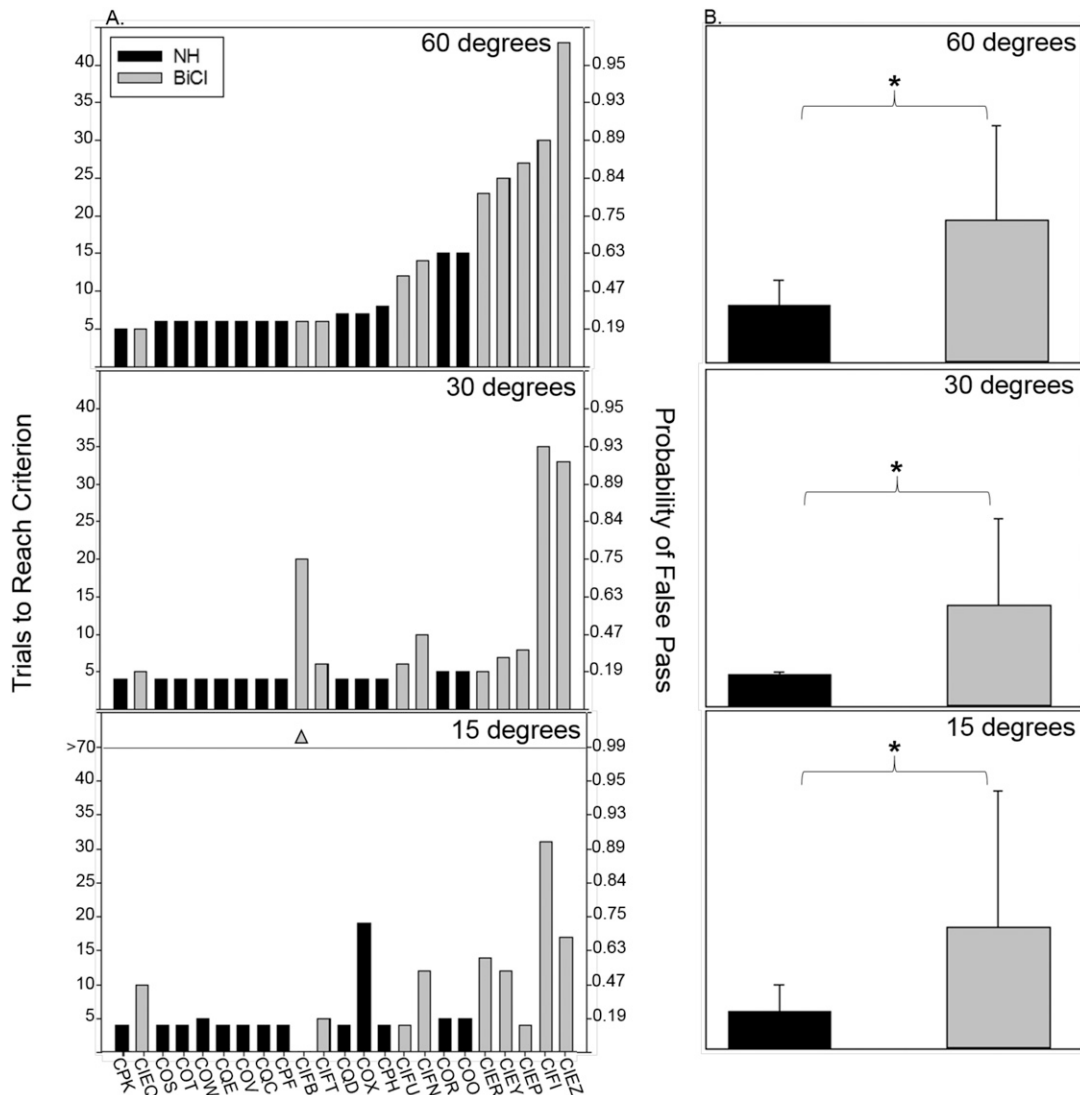 A.
60 degrees
NH
BiCI
40
35
30
25
20
15
10
5
0.95
0.93
0.89
0.84
0.75
0.63
0.47
0.19
30 degrees
40
35
30
25
20
15
10
5
0.95
0.93
0.89
0.84
0.75
0.63
0.47
0.19
15 degrees
>70
40
35
30
25
20
15
10
5
0.99
0.95
0.93
0.89
0.84
0.75
0.63
0.47
0.19
CPK
CIEC
COS
COT
COW
CQE
COV
CQC
CPF
CIFB
CIFT
CQD
COX
CPH
CIFU
CIFN
COR
COO
CIER
CIEY
CIEP
CIFI
CIEZ
Trials to Reach Criterion
Probability of False Pass
B.
60 degrees
*
30 degrees
*
15 degrees
*